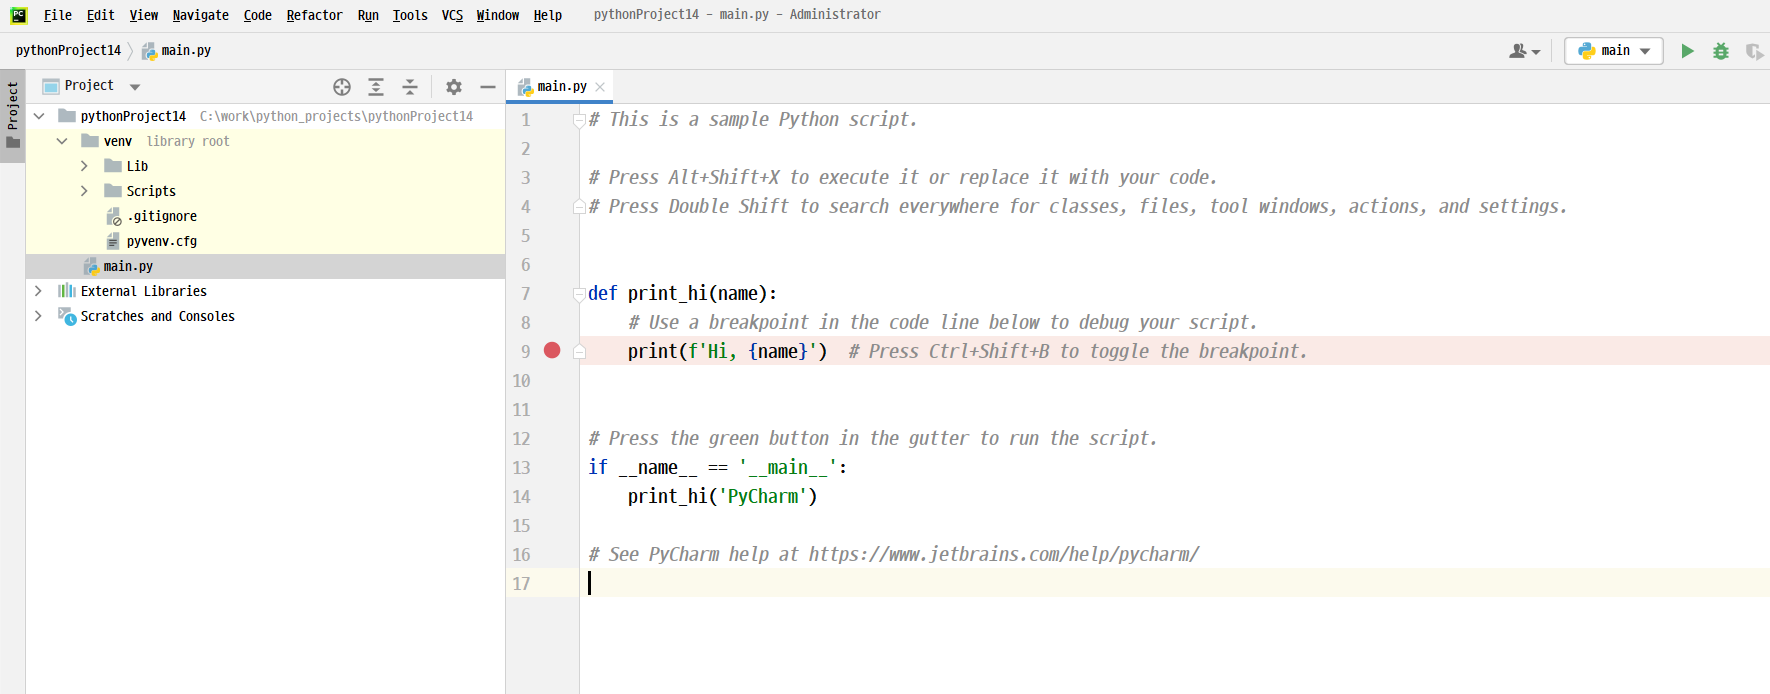 PC File Edit View Navigate Code Refactor Run Tools VCS Window Help pythonProject14 - main.py - Administrator
pythonProject14 main.py main
Project Project main.py
pythonProject14 C:\work\python_projects\pythonProject14
venv library root
Lib
Scripts
.gitignore
pyvenv.cfg
main.py
External Libraries
Scratches and Consoles
1 # This is a sample Python script.
2
3 # Press Alt+Shift+X to execute it or replace it with your code.
4 # Press Double Shift to search everywhere for classes, files, tool windows, actions, and settings.
5
6
7 def print_hi(name):
8 # Use a breakpoint in the code line below to debug your script.
9 print(f'Hi, {name}') # Press Ctrl+Shift+B to toggle the breakpoint.
10
11
12 # Press the green button in the gutter to run the script.
13 if __name__ == '__main__':
14 print_hi('PyCharm')
15
16 # See PyCharm help at https://www.jetbrains.com/help/pycharm/
17